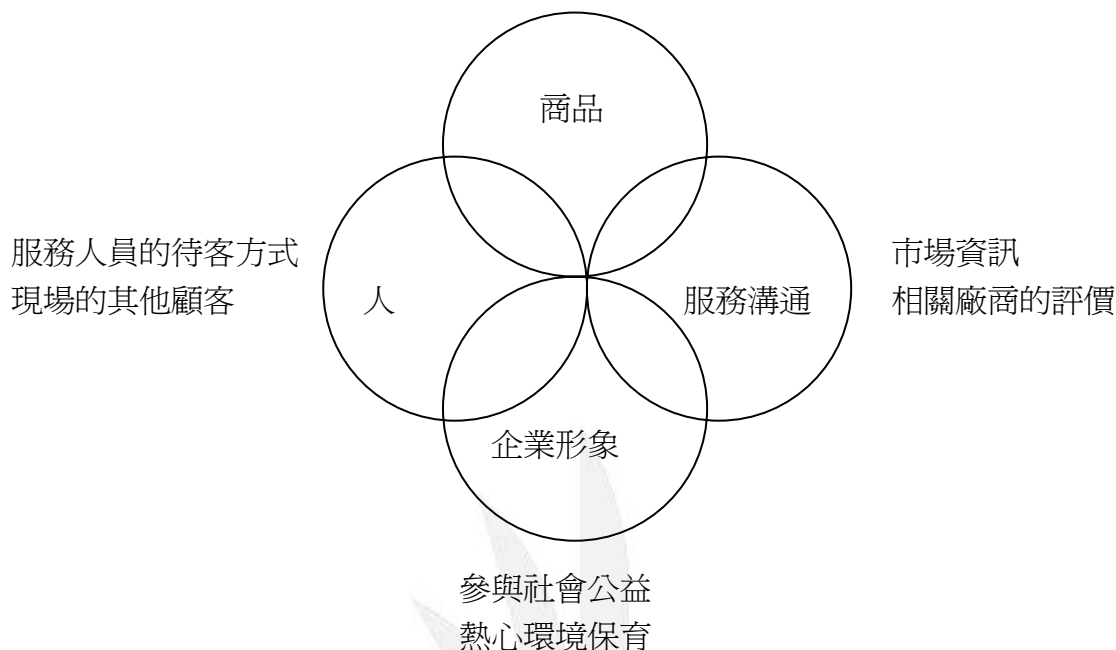 商品
服務人員的待客方式
現場的其他顧客
人
服務溝通
市場資訊
相關廠商的評價
企業形象
參與社會公益
熱心環境保育